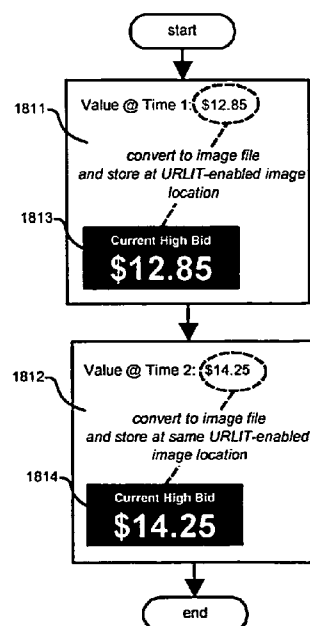 start
1811
Value @ Time 1: $12.85
convert to image file
and store at URLIT-enabled image
location
1813
Current High Bid
$12.85
1812
Value @ Time 2: $14.25
convert to image file
and store at same URLIT-enabled
image location
1814
Current High Bid
$14.25
end